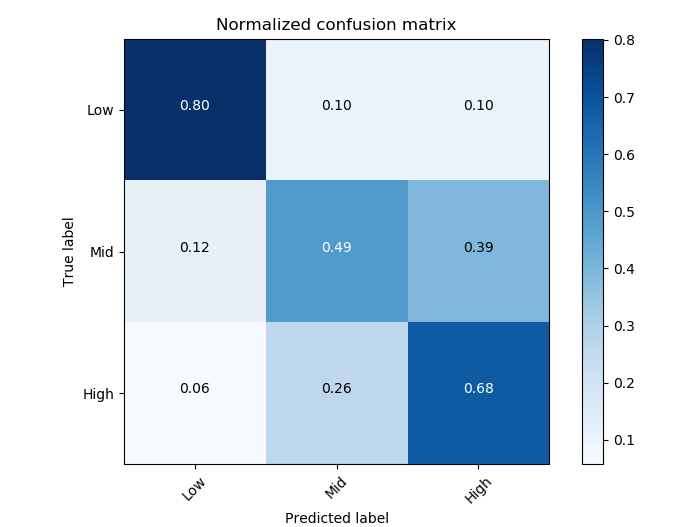 Normalized confusion matrix
Low 0.80 0.10 0.10
Mid 0.12 0.49 0.39
High 0.06 0.26 0.68
True label
Low Mid High
Predicted label
0.8
0.7
0.6
0.5
0.4
0.3
0.2
0.1